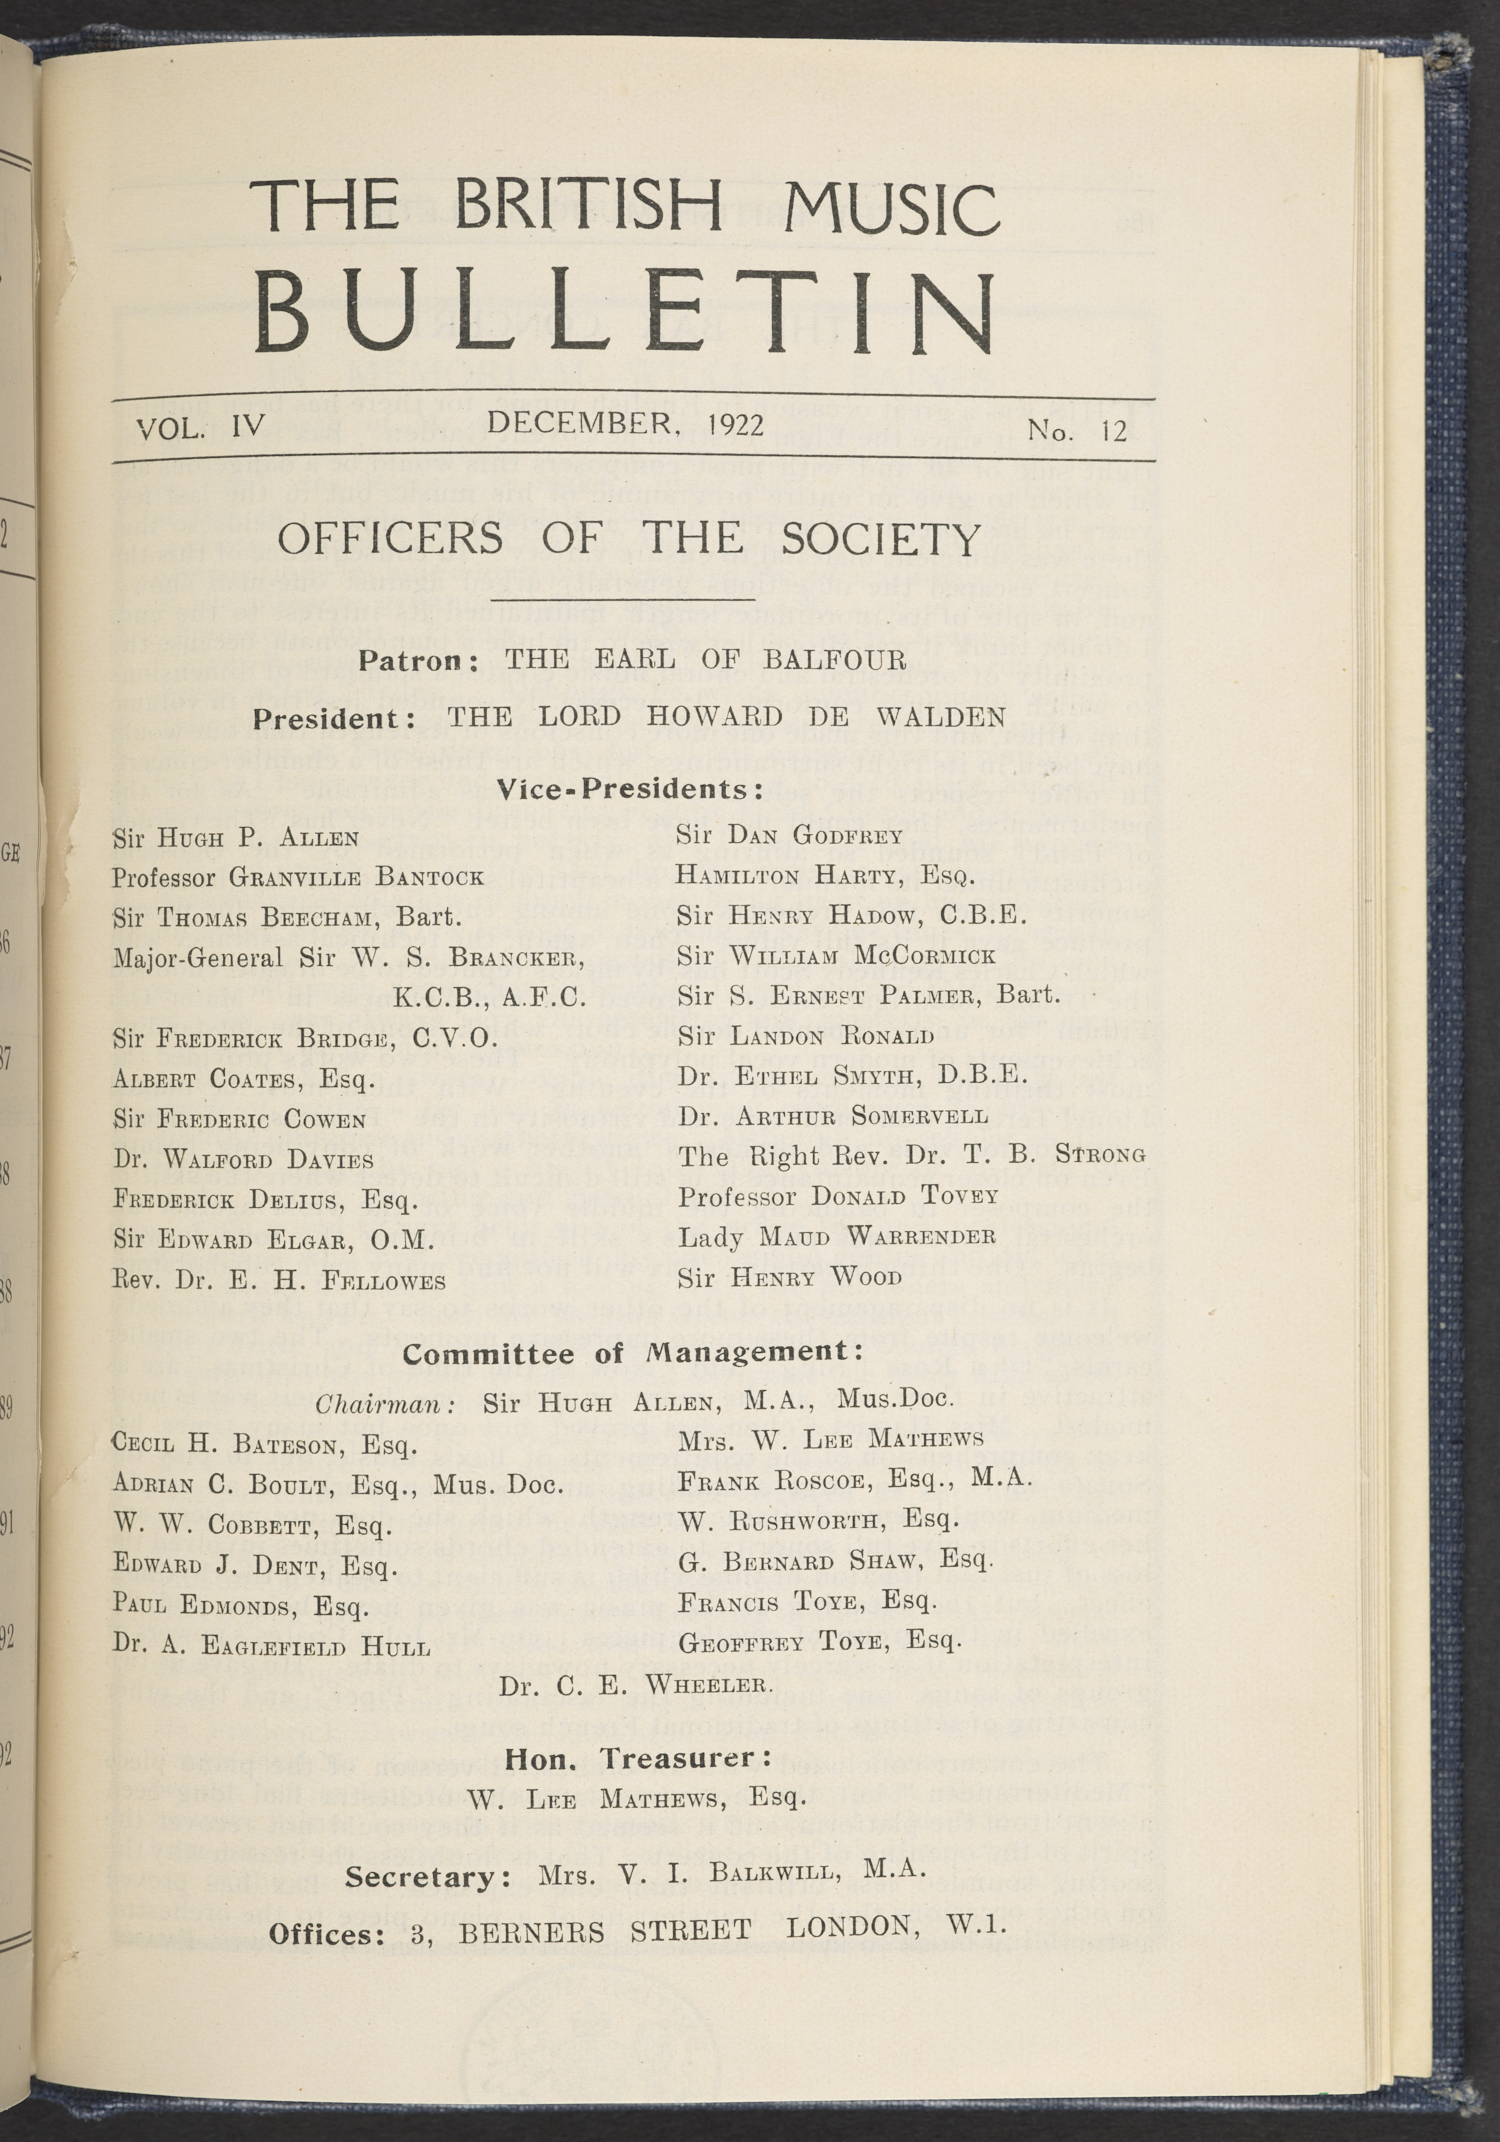 THE BRITISH MUSIC
BULLETIN
VOL. IV DECEMBER, 1922 No. 12
OFFICERS OF THE SOCIETY
Patron: THE EARL OF BALFOUR
President: THE LORD HOWARD DE WALDEN
Vice-Presidents:
Sir HUGH P. ALLEN
Professor GRANVILLE BANTOCK
Sir THOMAS BEECHAM, Bart.
Major-General Sir W. S. BRANCKER,
K.C.B., A.F.C.
Sir FREDERICK BRIDGE, C.V.O.
ALBERT COATES, Esq.
Sir FREDERIC COWEN
Dr. WALFORD DAVIES
FREDERICK DELIUS, Esq.
Sir EDWARD ELGAR, O.M.
Rev. Dr. E. H. FELLOWES
Sir DAN GODFREY
HAMILTON HARTY, ESQ.
Sir HENRY HADOW, C.B.E.
Sir WILLIAM McCORMICK
Sir S. ERNEST PALMER, Bart.
Sir LANDON RONALD
Dr. ETHEL SMYTH, D.B.E.
Dr. ARTHUR SOMERVELL
The Right Rev. Dr. T. B. STRONG
Professor DONALD TOVEY
Lady MAUD WARRENDER
Sir HENRY WOOD
Committee of Management:
Chairman: Sir HUGH ALLEN, M.A., Mus.Doc.
CECIL H. BATESON, Esq.
ADRIAN C. BOULT, Esq., Mus. Doc.
W. W. COBBETT, Esq.
EDWARD J. DENT, Esq.
PAUL EDMONDS, Esq.
Dr. A. EAGLEFIELD HULL
Mrs. W. LEE MATHEWS
FRANK ROSCOE, Esq., M.A.
W. RUSHWORTH, Esq.
G. BERNARD SHAW, Esq.
FRANCIS TOYE, Esq.
GEOFFREY TOYE, Esq.
Dr. C. E. WHEELER.
Hon. Treasurer:
W. LEE MATHEWS, Esq.
Secretary: Mrs. V. I. BALKWILL, M.A.
Offices: 3, BERNERS STREET LONDON, W.1.